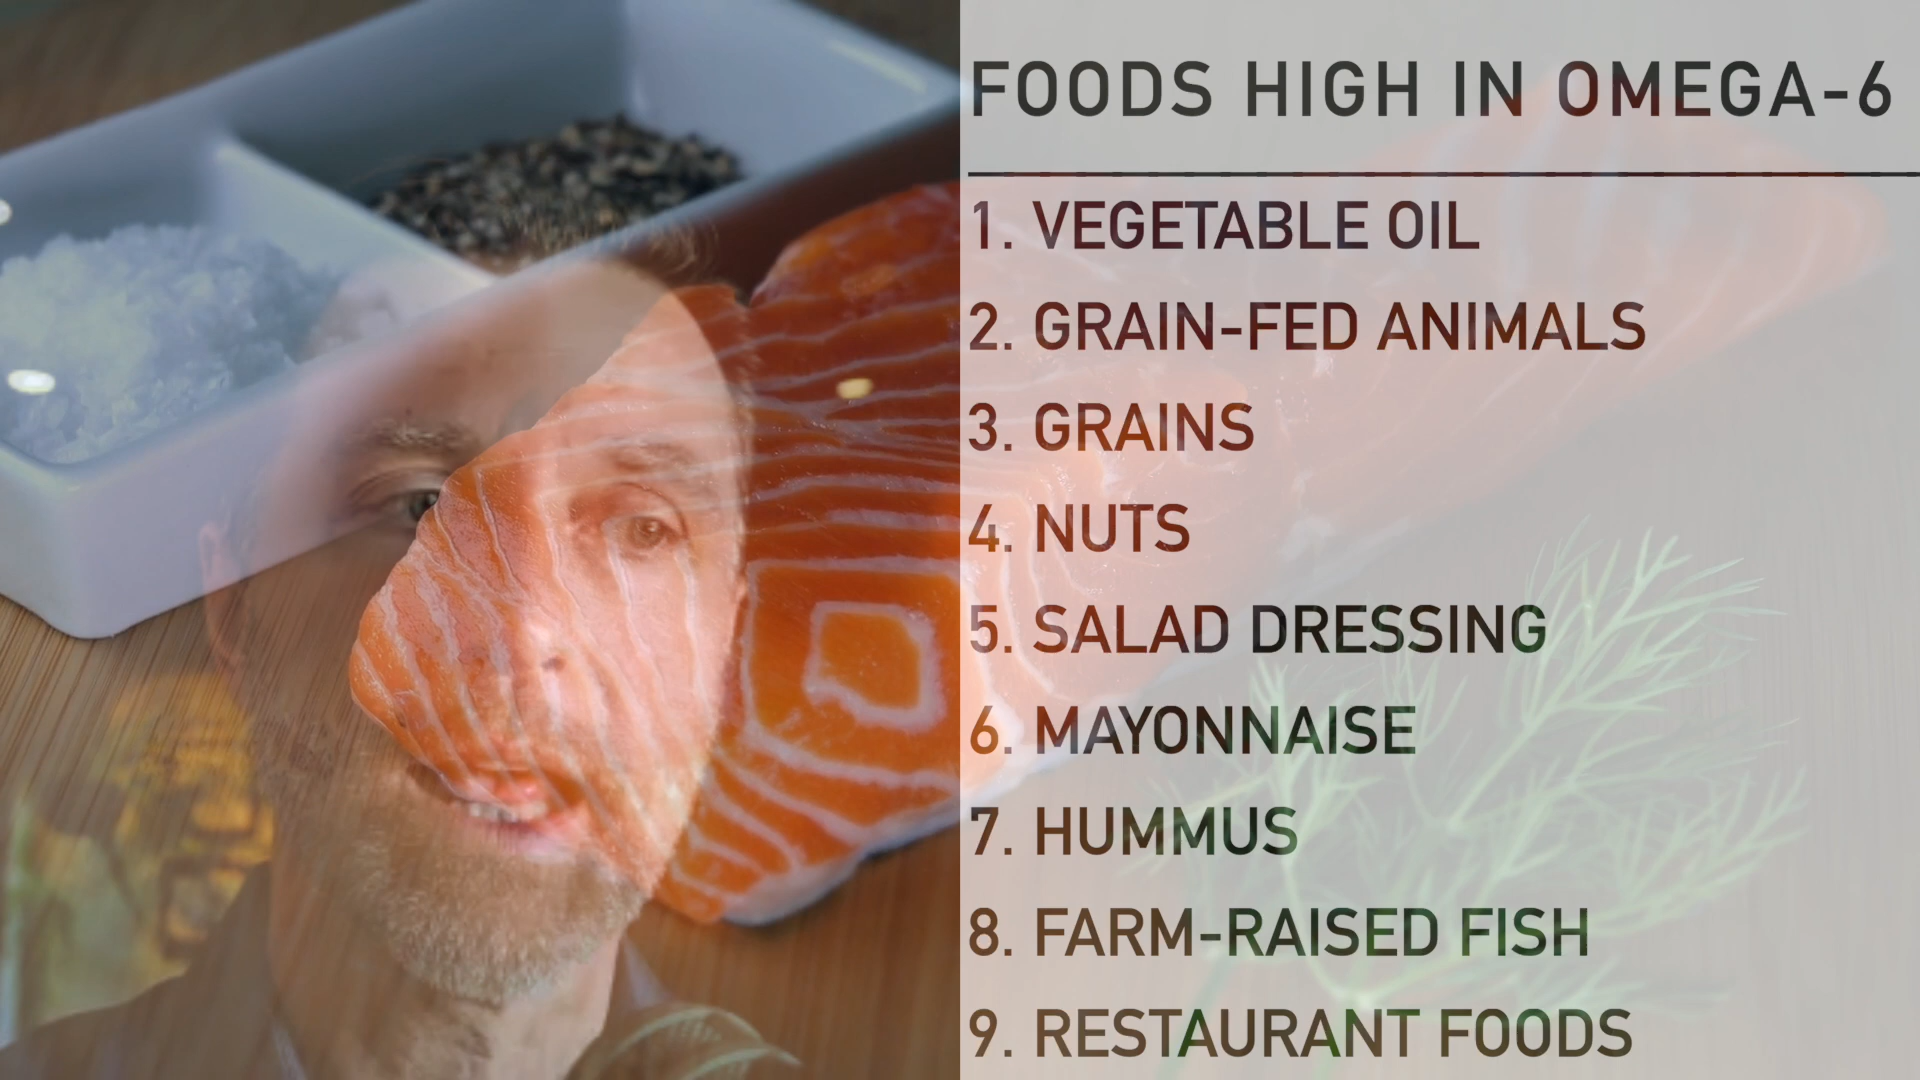 FOODS HIGH IN OMEGA-6
1. VEGETABLE OIL
2. GRAIN-FED ANIMALS
3. GRAINS
4. NUTS
5. SALAD DRESSING
6. MAYONNAISE
7. HUMMUS
8. FARM-RAISED FISH
9. RESTAURANT FOODS